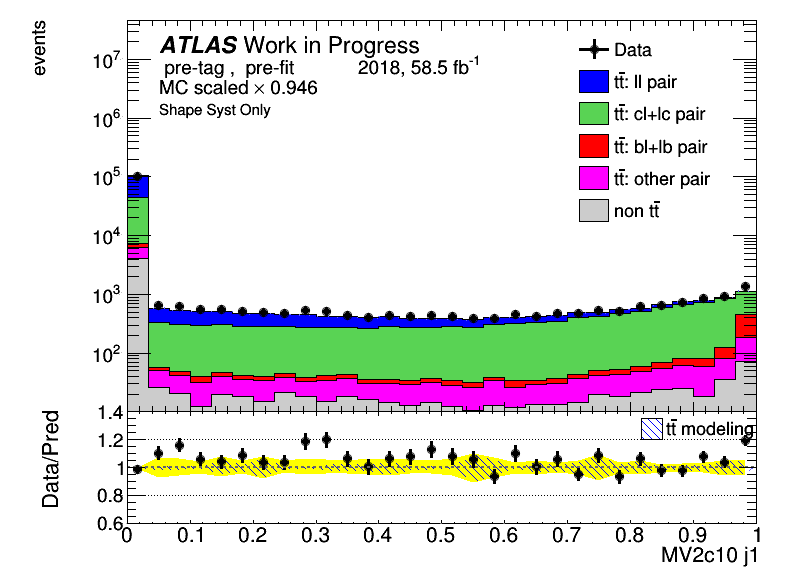 events
ATLAS Work in Progress
pre-tag , pre-fit 2018, 58.5 fb⁻¹
MC scaled × 0.946
Shape Syst Only
Data
tt̄: ll pair
tt̄: cl+lc pair
tt̄: bl+lb pair
tt̄: other pair
non tt̄
10⁷
10⁶
10⁵
10⁴
10³
10²
Data/Pred
tt̄ modeling
1.4
1.2
1
0.8
0.6
0 0.1 0.2 0.3 0.4 0.5 0.6 0.7 0.8 0.9 1
MV2c10 j1